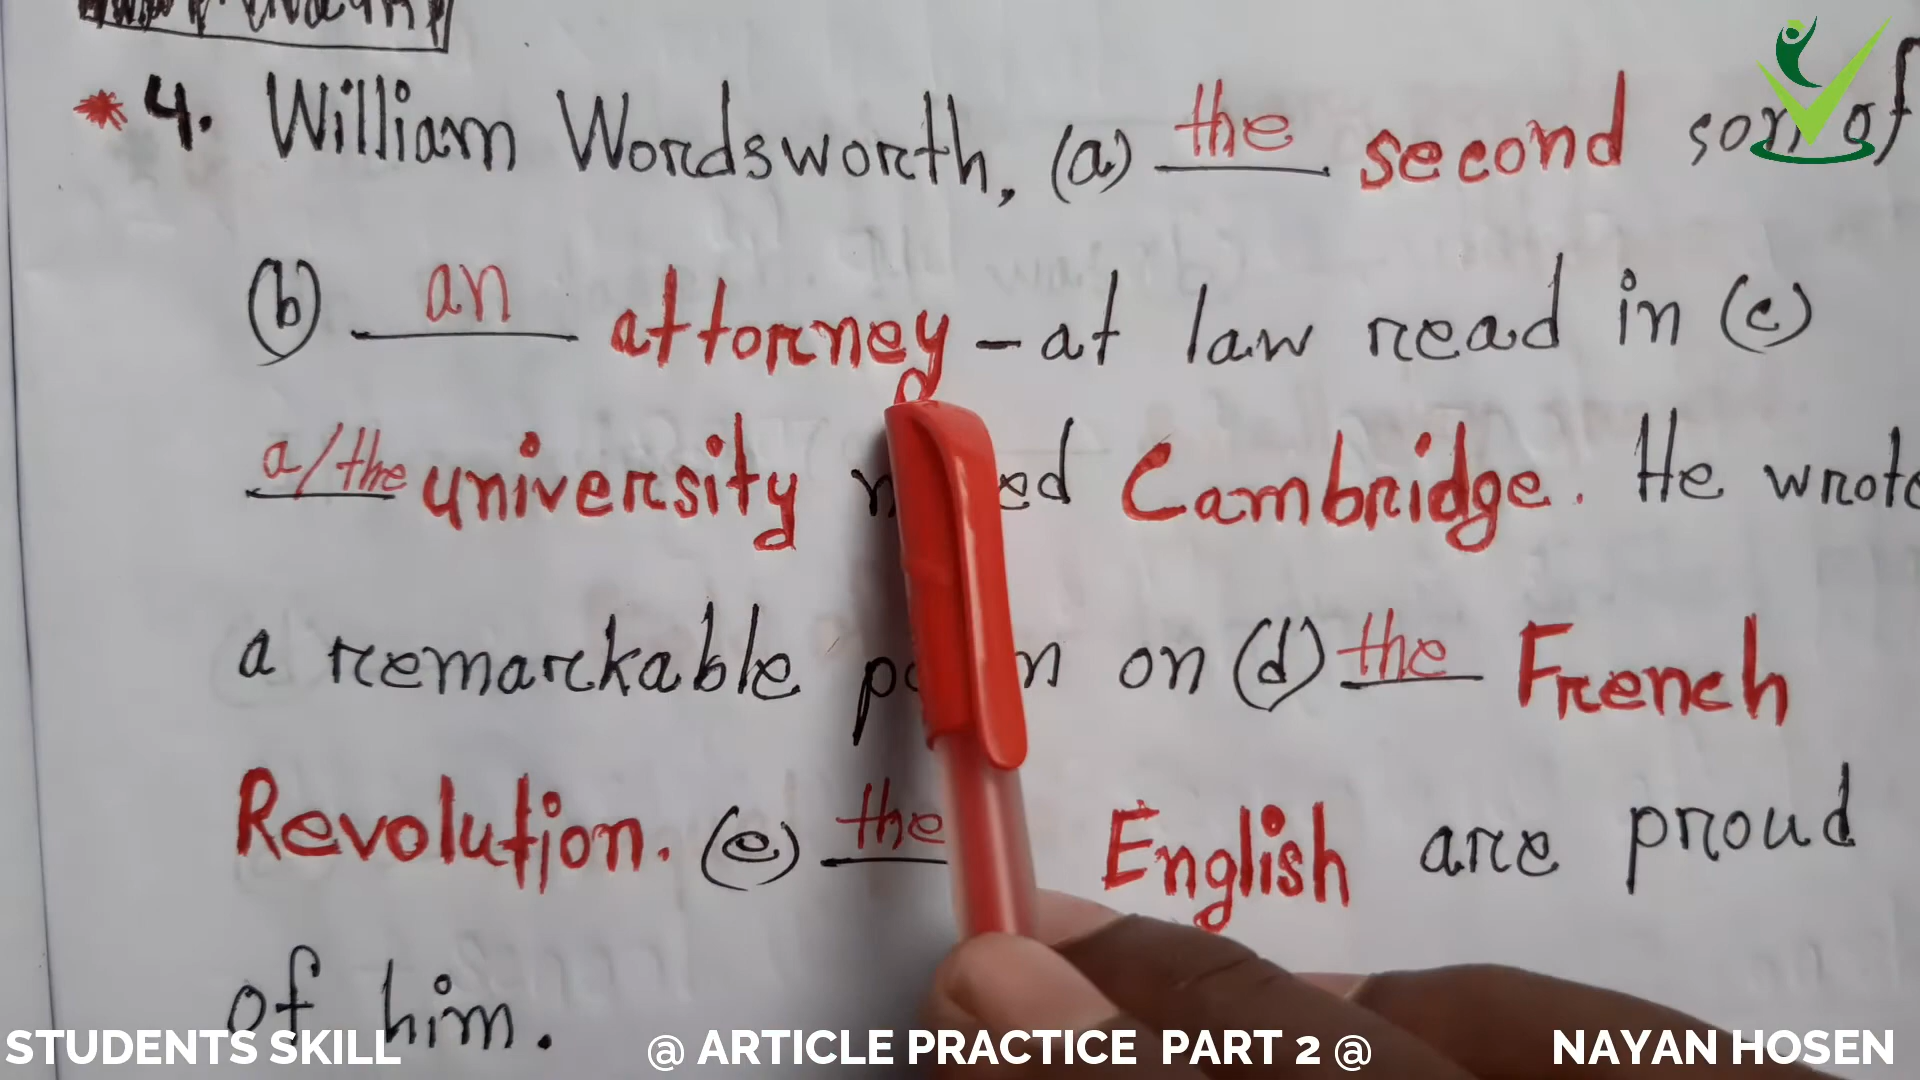 *4. William Wordsworth, (a) the second son of
(b) an attorney - at law read in (c)
a/the university Cambridge. He wrote
a remarkable on (d) the French
Revolution. (e) the English are proud
of him.
STUDENTS SKILL @ ARTICLE PRACTICE PART 2 @ NAYAN HOSEN